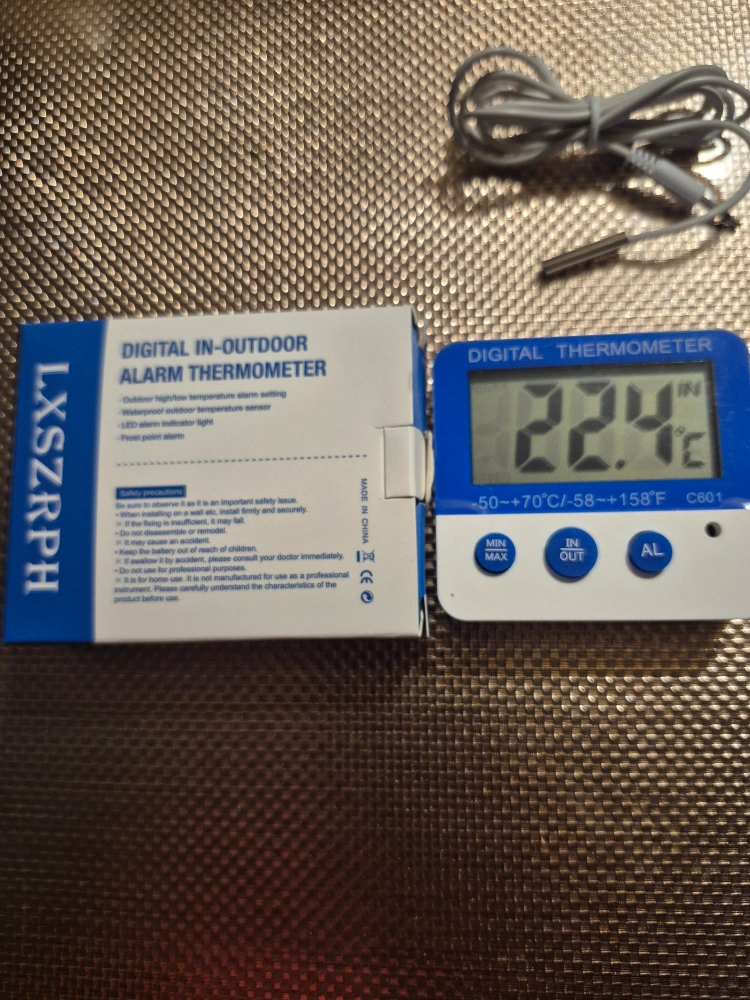 LXSZRPH
DIGITAL IN-OUTDOOR
ALARM THERMOMETER
- Outdoor high/low temperature alarm setting
- Waterproof outdoor temperature sensor
- LED alarm indicator light
- Frost point alarm
Safety precautions
Be sure to observe it as it is an important safety issue.
• When installing on a wall etc, install firmly and securely.
※ If the fixing is insufficient, it may fall.
• Do not disassemble or remodel.
※ It may cause an accident.
• Keep the battery out of reach of children.
※ If swallow it by accident, please consult your doctor immediately.
• Do not use for professional purposes.
※ It is for home use. It is not manufactured for use as a professional
instrument. Please carefully understand the characteristics of the
product before use.
MADE IN CHINA
CE
DIGITAL THERMOMETER
22.4 IN °C
-50~+70°C/-58~+158°F C601
MIN
MAX
IN
OUT
AL